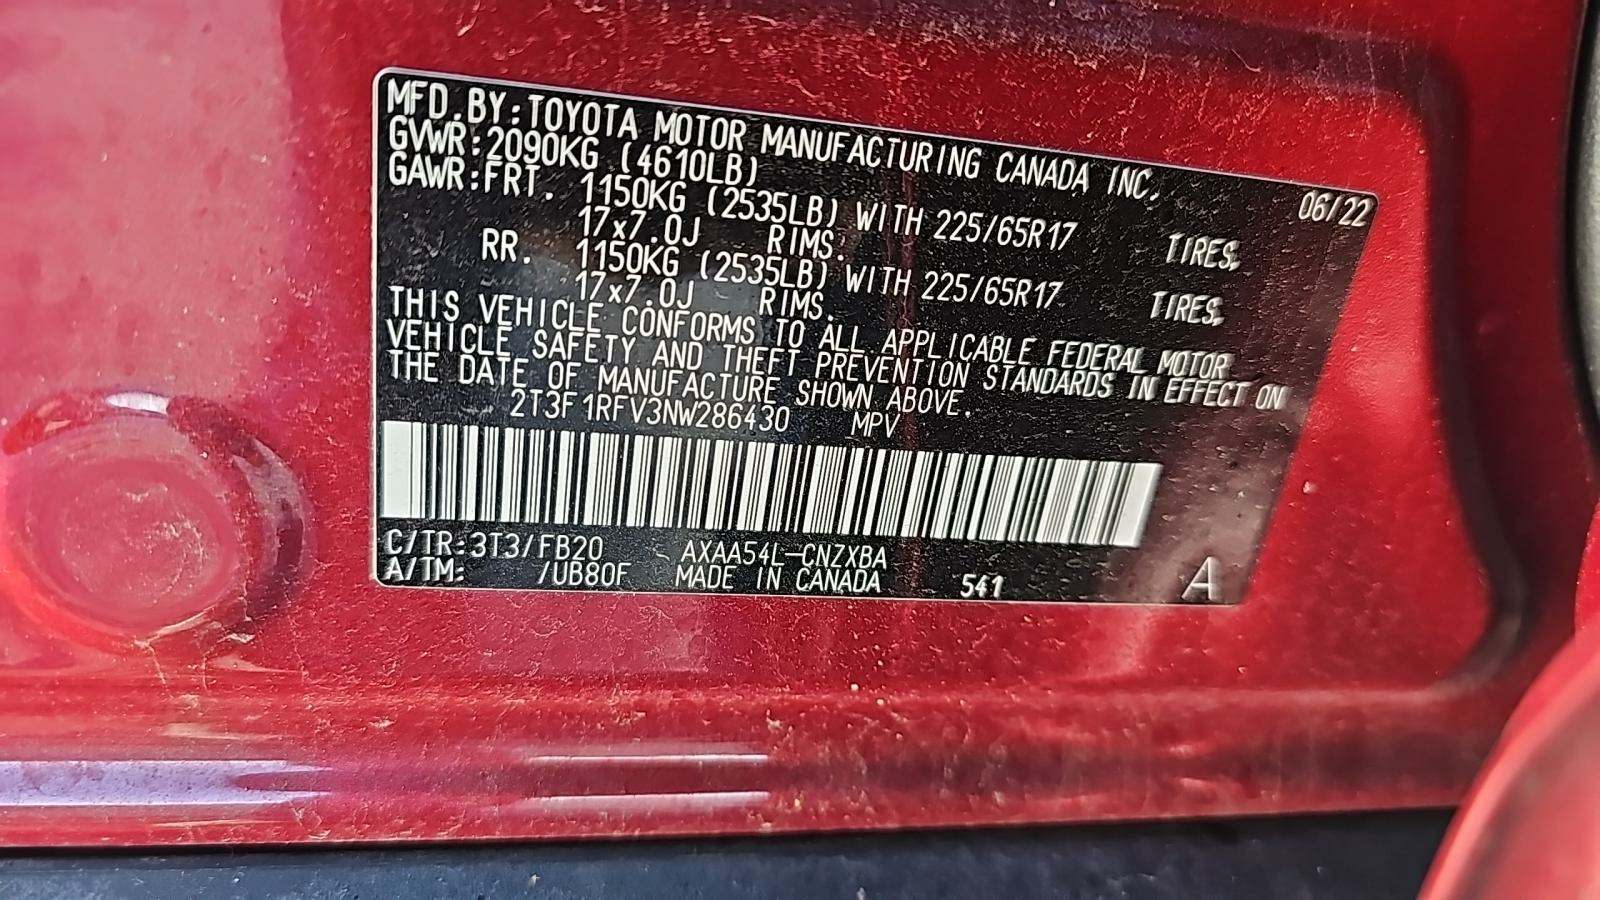 MFD.BY:TOYOTA MOTOR MANUFACTURING CANADA INC. 06/22
GVWR:2090KG (4610LB)
GAWR:FRT. 1150KG (2535LB) WITH 225/65R17 TIRES,
17x7.0J RIMS.
RR. 1150KG (2535LB) WITH 225/65R17 TIRES,
17x7.0J RIMS.
THIS VEHICLE CONFORMS TO ALL APPLICABLE FEDERAL MOTOR
VEHICLE SAFETY AND THEFT PREVENTION STANDARDS IN EFFECT ON
THE DATE OF MANUFACTURE SHOWN ABOVE.
2T3F1RFV3NW286430 MPV
C/TR:3T3/FB20 AXAA54L-CNZXBA
A/TM: /UB80F MADE IN CANADA 541 A